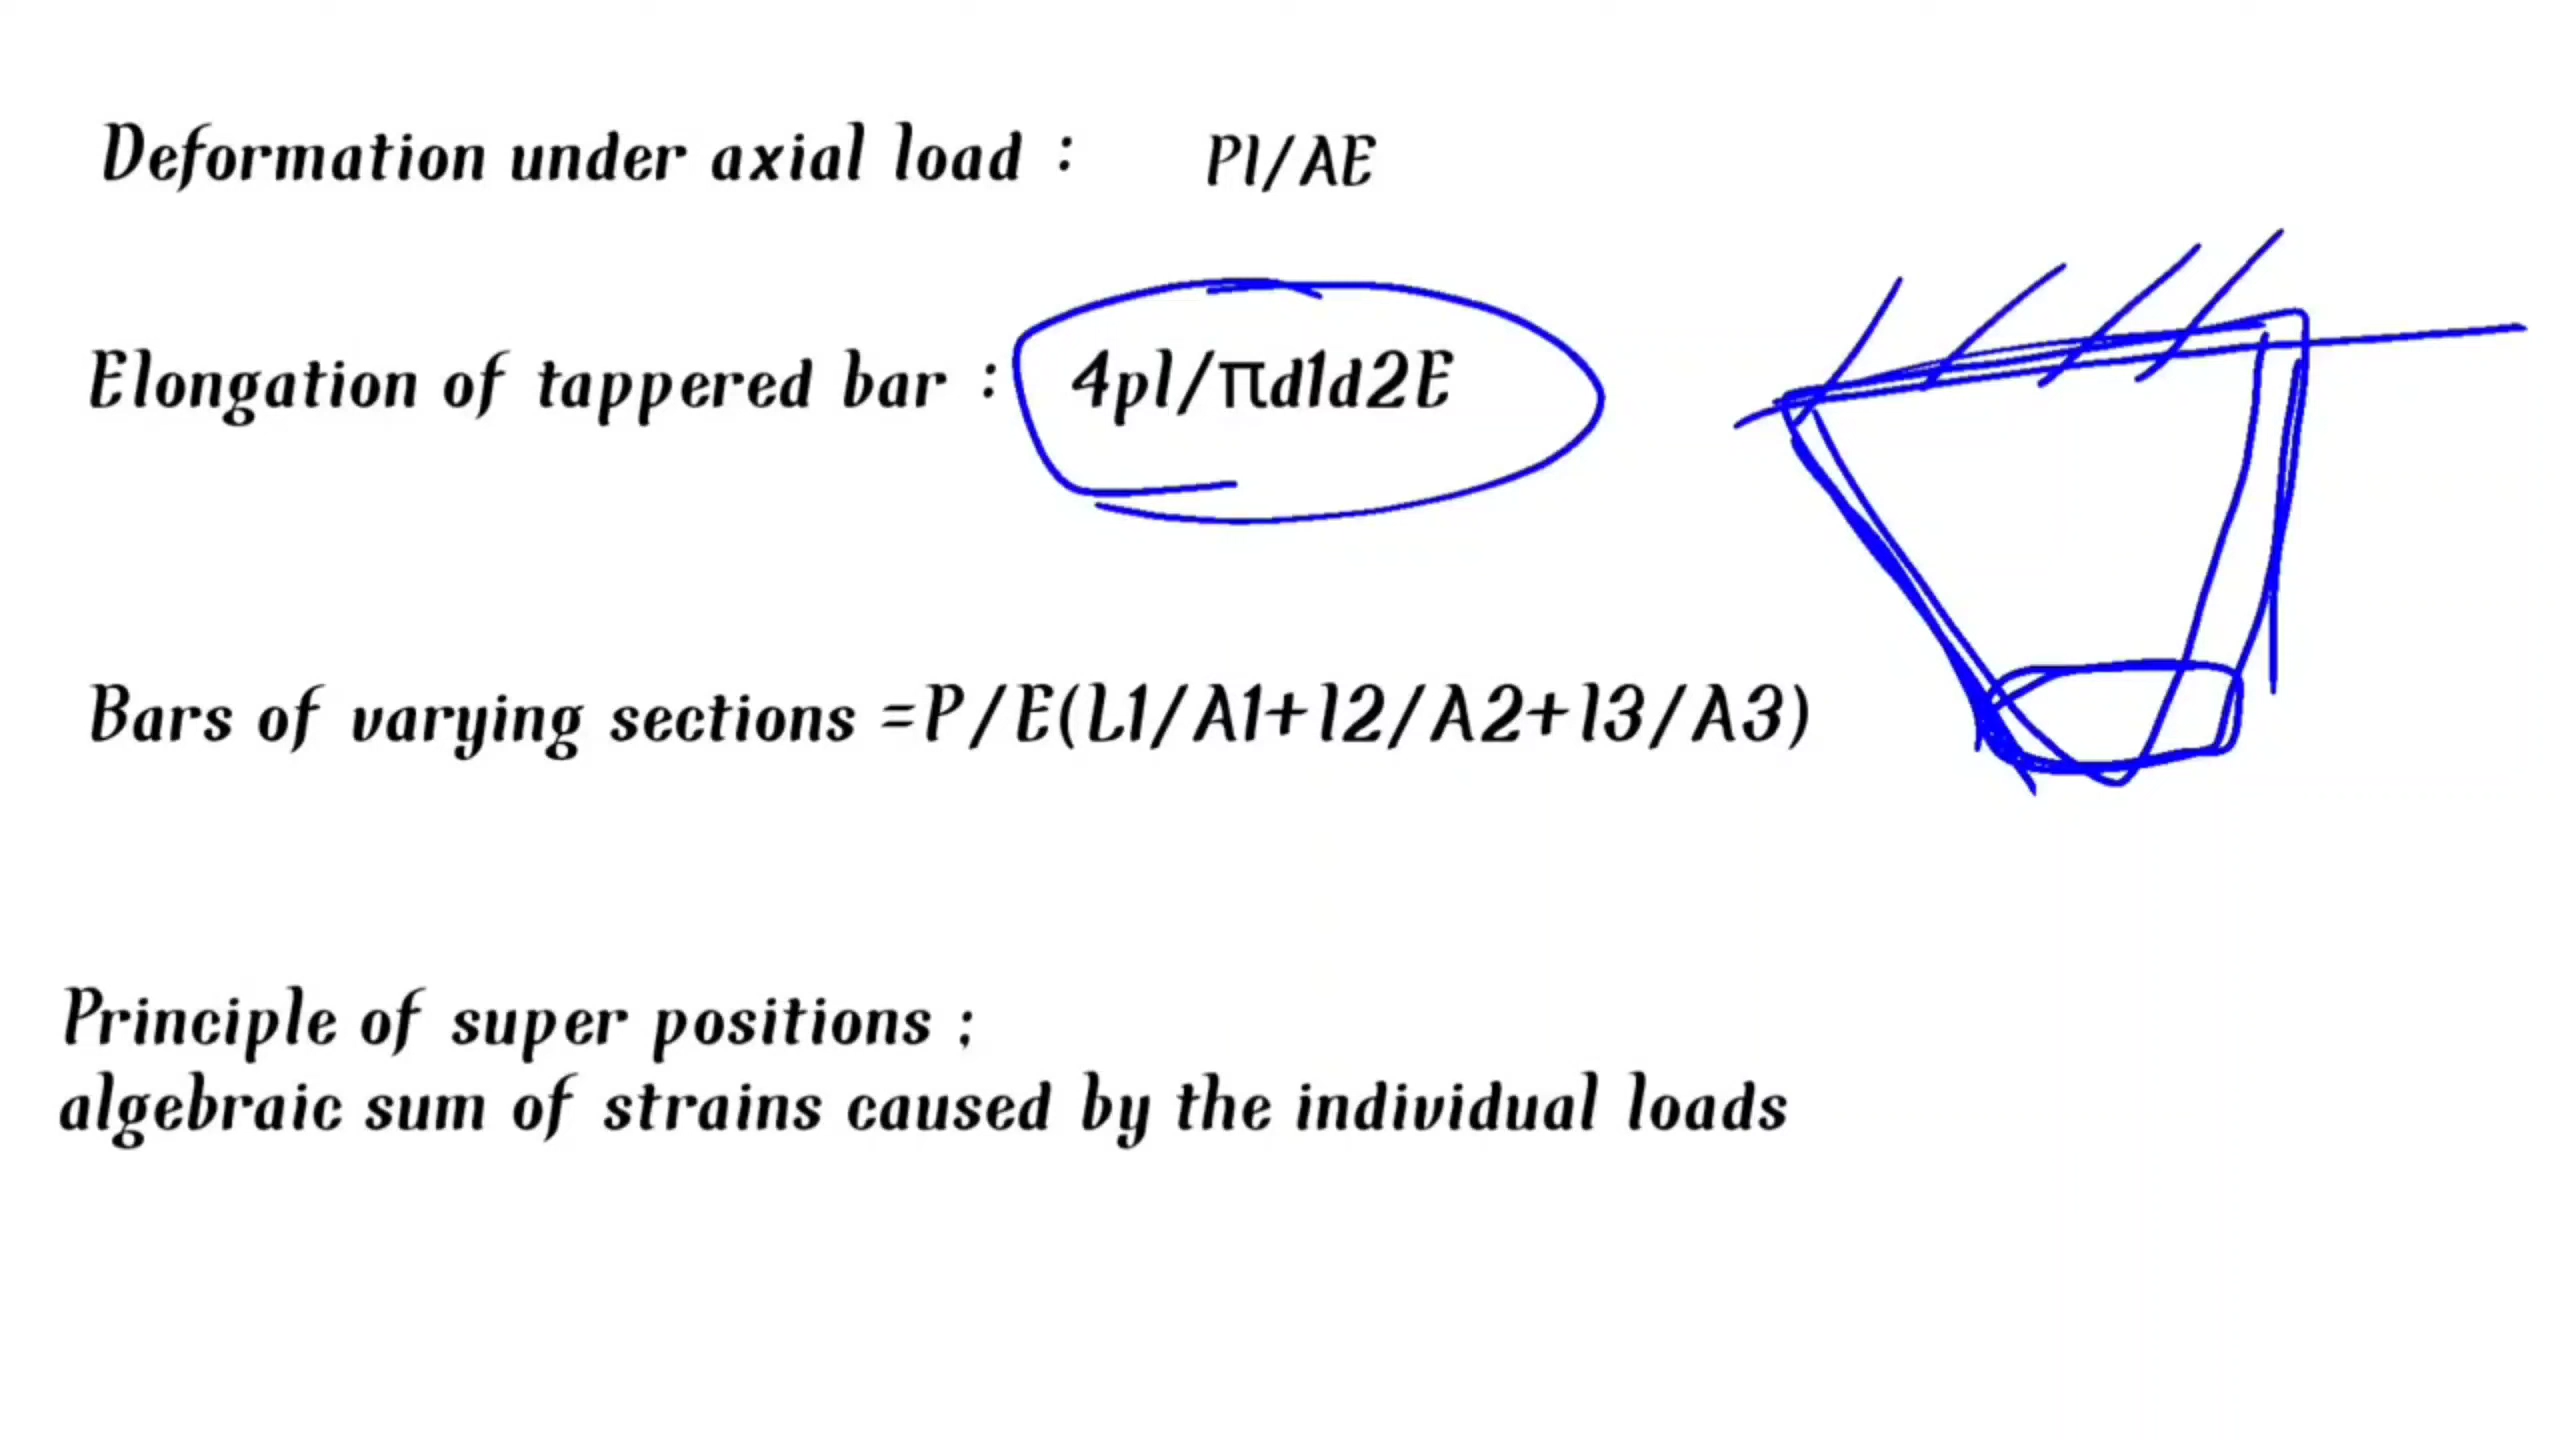 Deformation under axial load : Pl/AE
Elongation of tappered bar : 4pl/πd1d2E
Bars of varying sections =P/E(L1/A1+l2/A2+l3/A3)
Principle of super positions ;
algebraic sum of strains caused by the individual loads